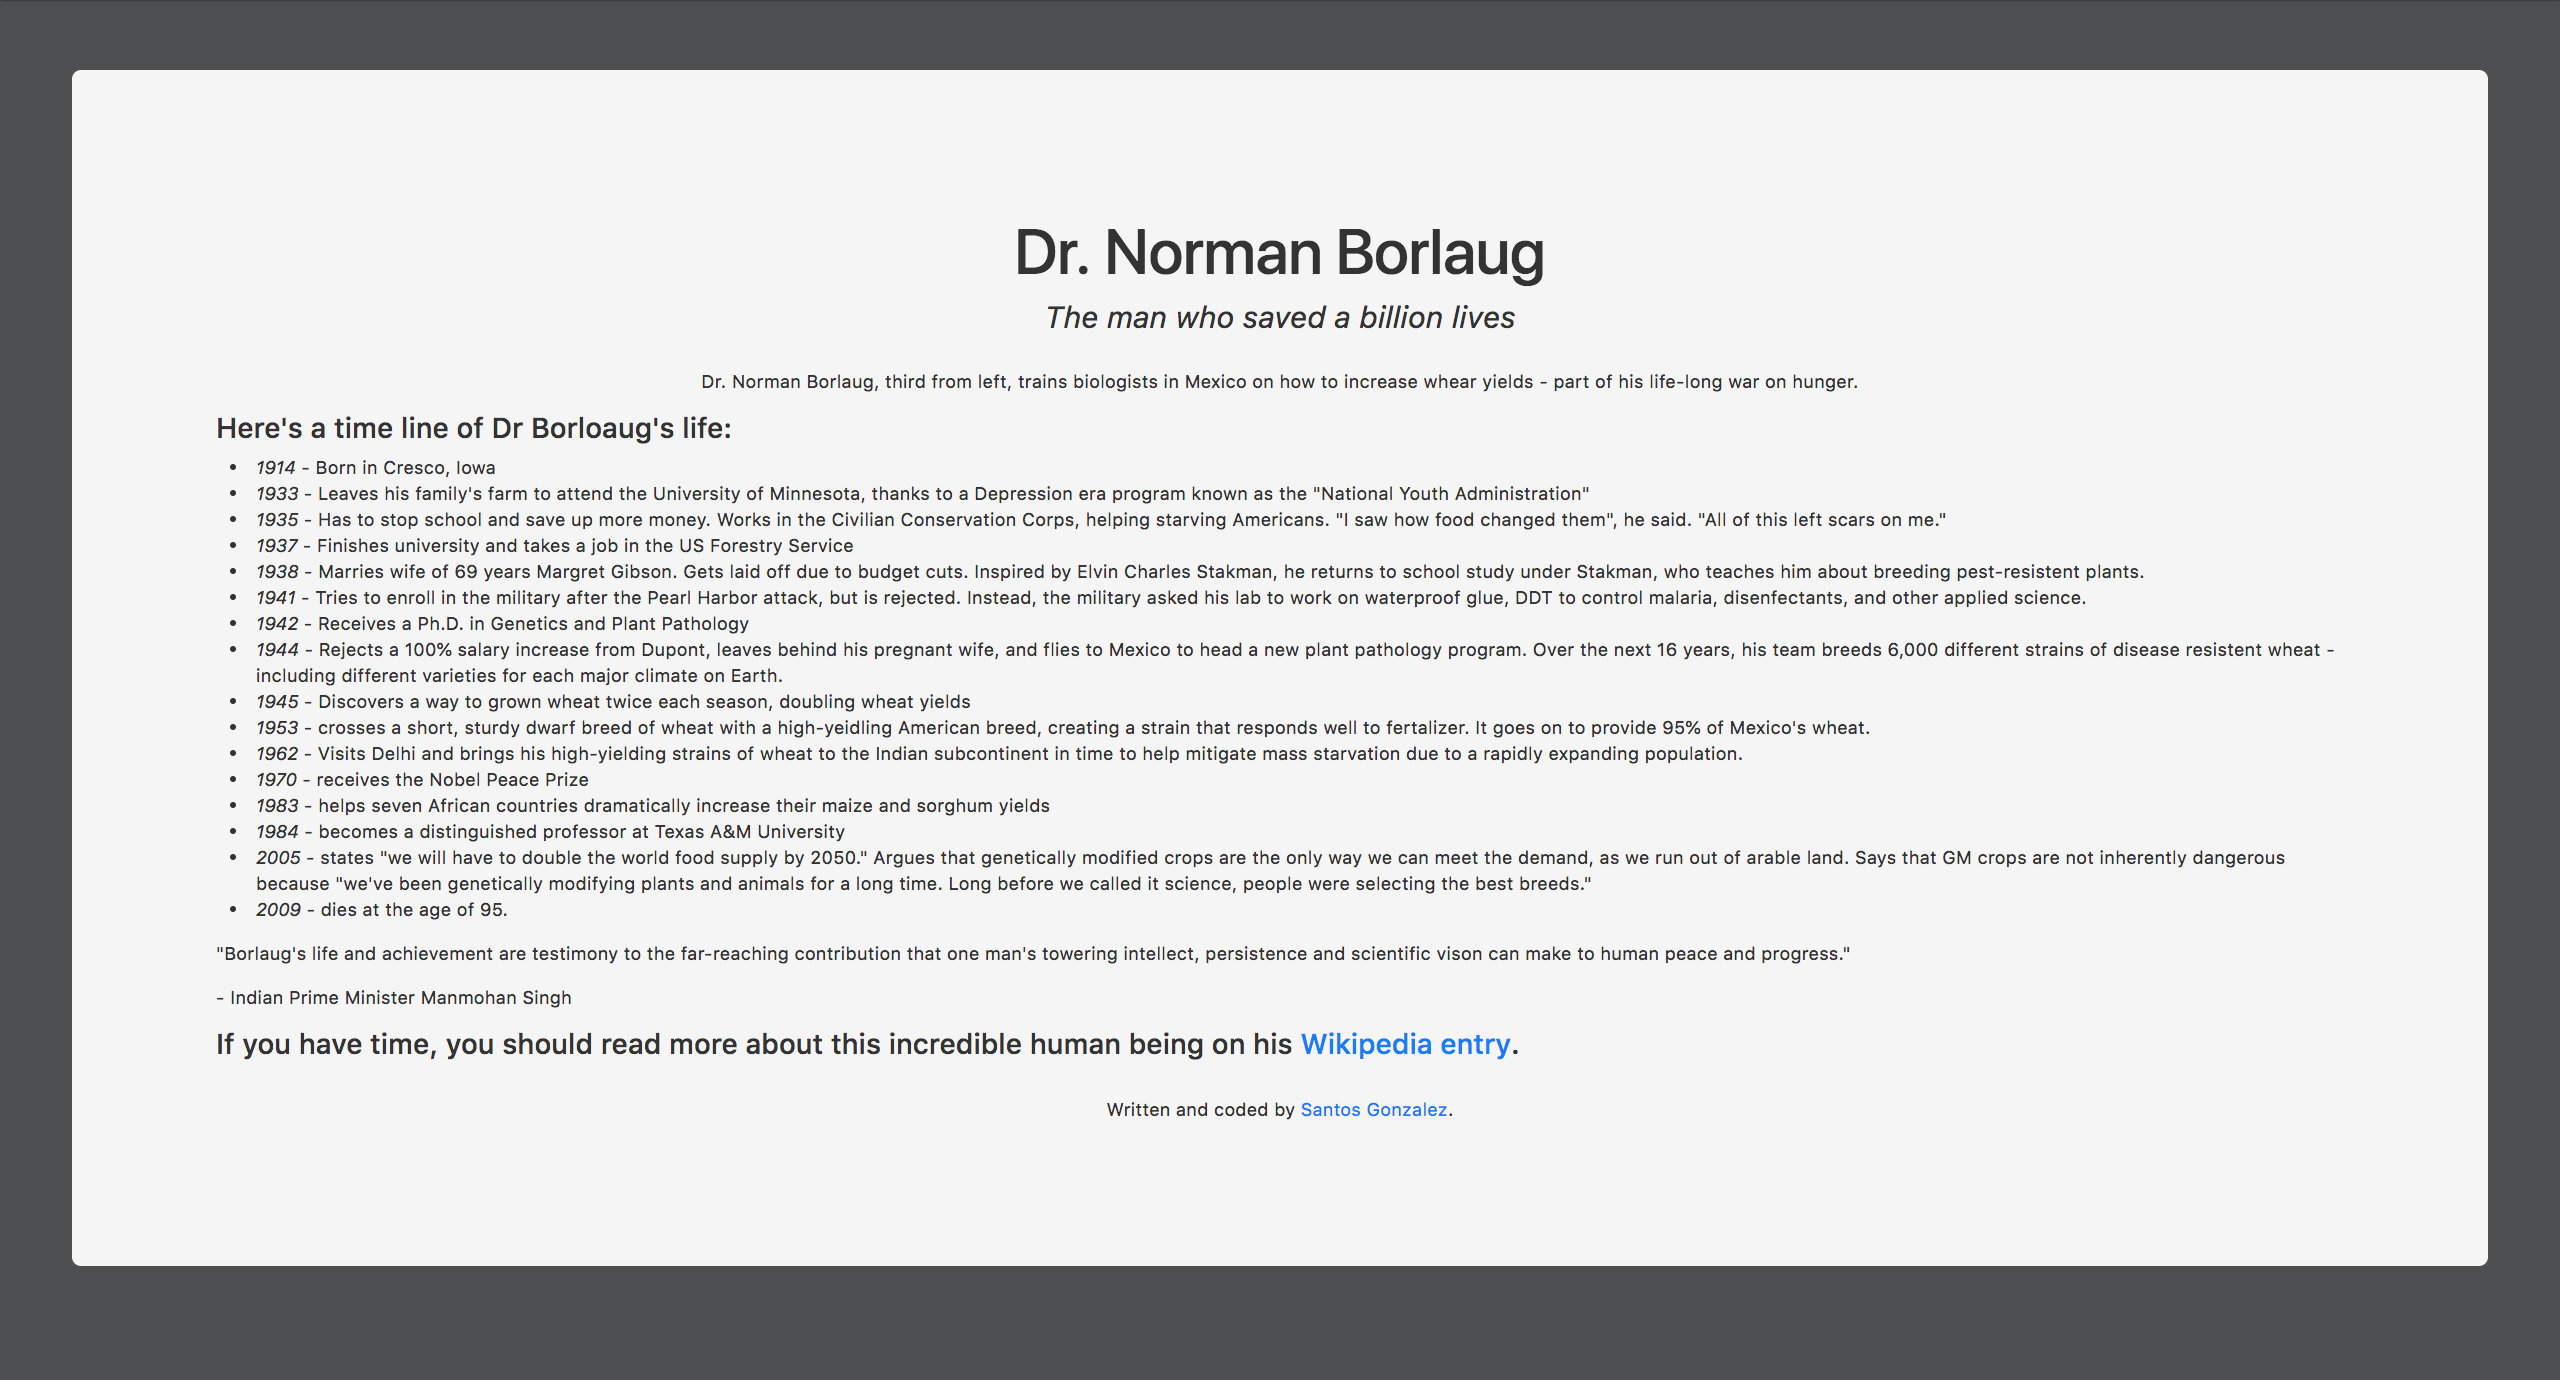 Dr. Norman Borlaug
The man who saved a billion lives
Dr. Norman Borlaug, third from left, trains biologists in Mexico on how to increase whear yields - part of his life-long war on hunger.
Here's a time line of Dr Borloaug's life:
• 1914 - Born in Cresco, Iowa
• 1933 - Leaves his family's farm to attend the University of Minnesota, thanks to a Depression era program known as the "National Youth Administration"
• 1935 - Has to stop school and save up more money. Works in the Civilian Conservation Corps, helping starving Americans. "I saw how food changed them", he said. "All of this left scars on me."
• 1937 - Finishes university and takes a job in the US Forestry Service
• 1938 - Marries wife of 69 years Margret Gibson. Gets laid off due to budget cuts. Inspired by Elvin Charles Stakman, he returns to school study under Stakman, who teaches him about breeding pest-resistent plants.
• 1941 - Tries to enroll in the military after the Pearl Harbor attack, but is rejected. Instead, the military asked his lab to work on waterproof glue, DDT to control malaria, disenfectants, and other applied science.
• 1942 - Receives a Ph.D. in Genetics and Plant Pathology
• 1944 - Rejects a 100% salary increase from Dupont, leaves behind his pregnant wife, and flies to Mexico to head a new plant pathology program. Over the next 16 years, his team breeds 6,000 different strains of disease resistent wheat -
including different varieties for each major climate on Earth.
• 1945 - Discovers a way to grown wheat twice each season, doubling wheat yields
• 1953 - crosses a short, sturdy dwarf breed of wheat with a high-yeidling American breed, creating a strain that responds well to fertalizer. It goes on to provide 95% of Mexico's wheat.
• 1962 - Visits Delhi and brings his high-yielding strains of wheat to the Indian subcontinent in time to help mitigate mass starvation due to a rapidly expanding population.
• 1970 - receives the Nobel Peace Prize
• 1983 - helps seven African countries dramatically increase their maize and sorghum yields
• 1984 - becomes a distinguished professor at Texas A&M University
• 2005 - states "we will have to double the world food supply by 2050." Argues that genetically modified crops are the only way we can meet the demand, as we run out of arable land. Says that GM crops are not inherently dangerous
because "we've been genetically modifying plants and animals for a long time. Long before we called it science, people were selecting the best breeds."
• 2009 - dies at the age of 95.
"Borlaug's life and achievement are testimony to the far-reaching contribution that one man's towering intellect, persistence and scientific vison can make to human peace and progress."
- Indian Prime Minister Manmohan Singh
If you have time, you should read more about this incredible human being on his Wikipedia entry.
Written and coded by Santos Gonzalez.